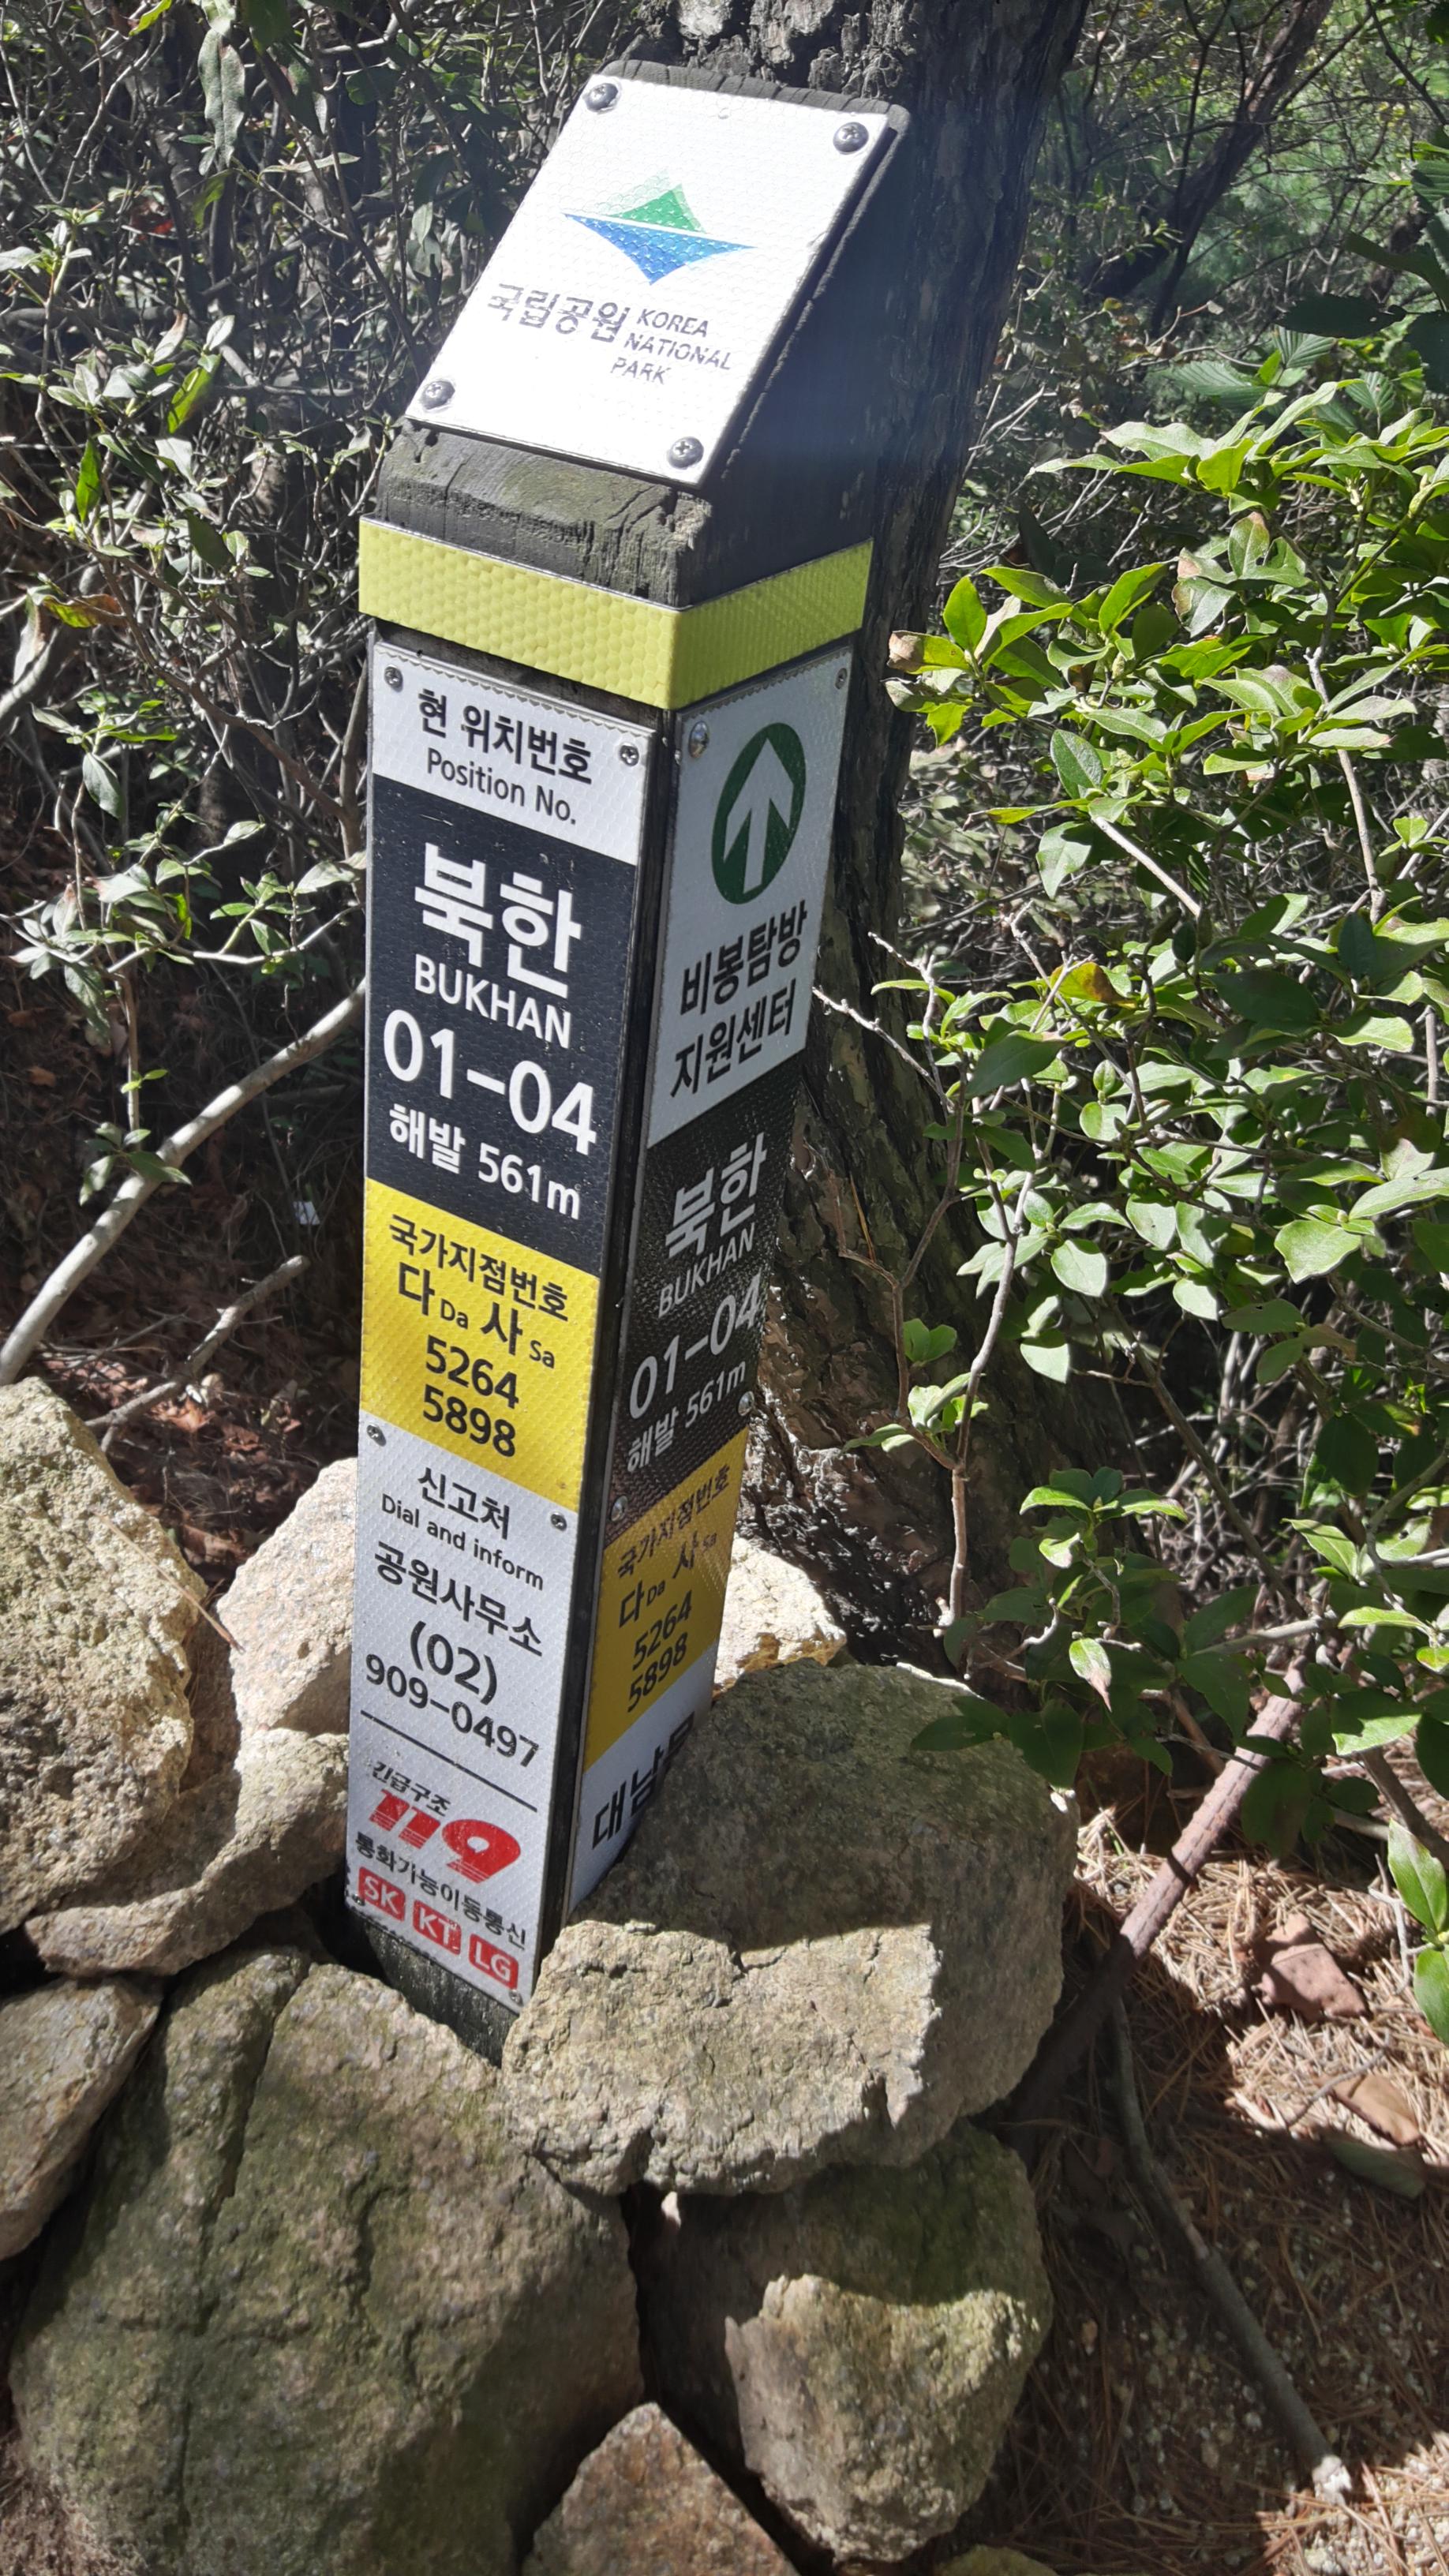 국립공원 KOREA
NATIONAL
PARK
현 위치번호
Position No.
북한
BUKHAN
01-04
해발 561m
국가지점번호
다 Da 사 Sa
5264
5898
신고처
Dial and inform
공원사무소
(02)
909-0497
긴급구조
119
통화가능이동통신
SK KT LG
비봉탐방
지원센터
북한
BUKHAN
01-04
해발 561m
국가지점번호
다 Da 사 Sa
5264
5898
대남문